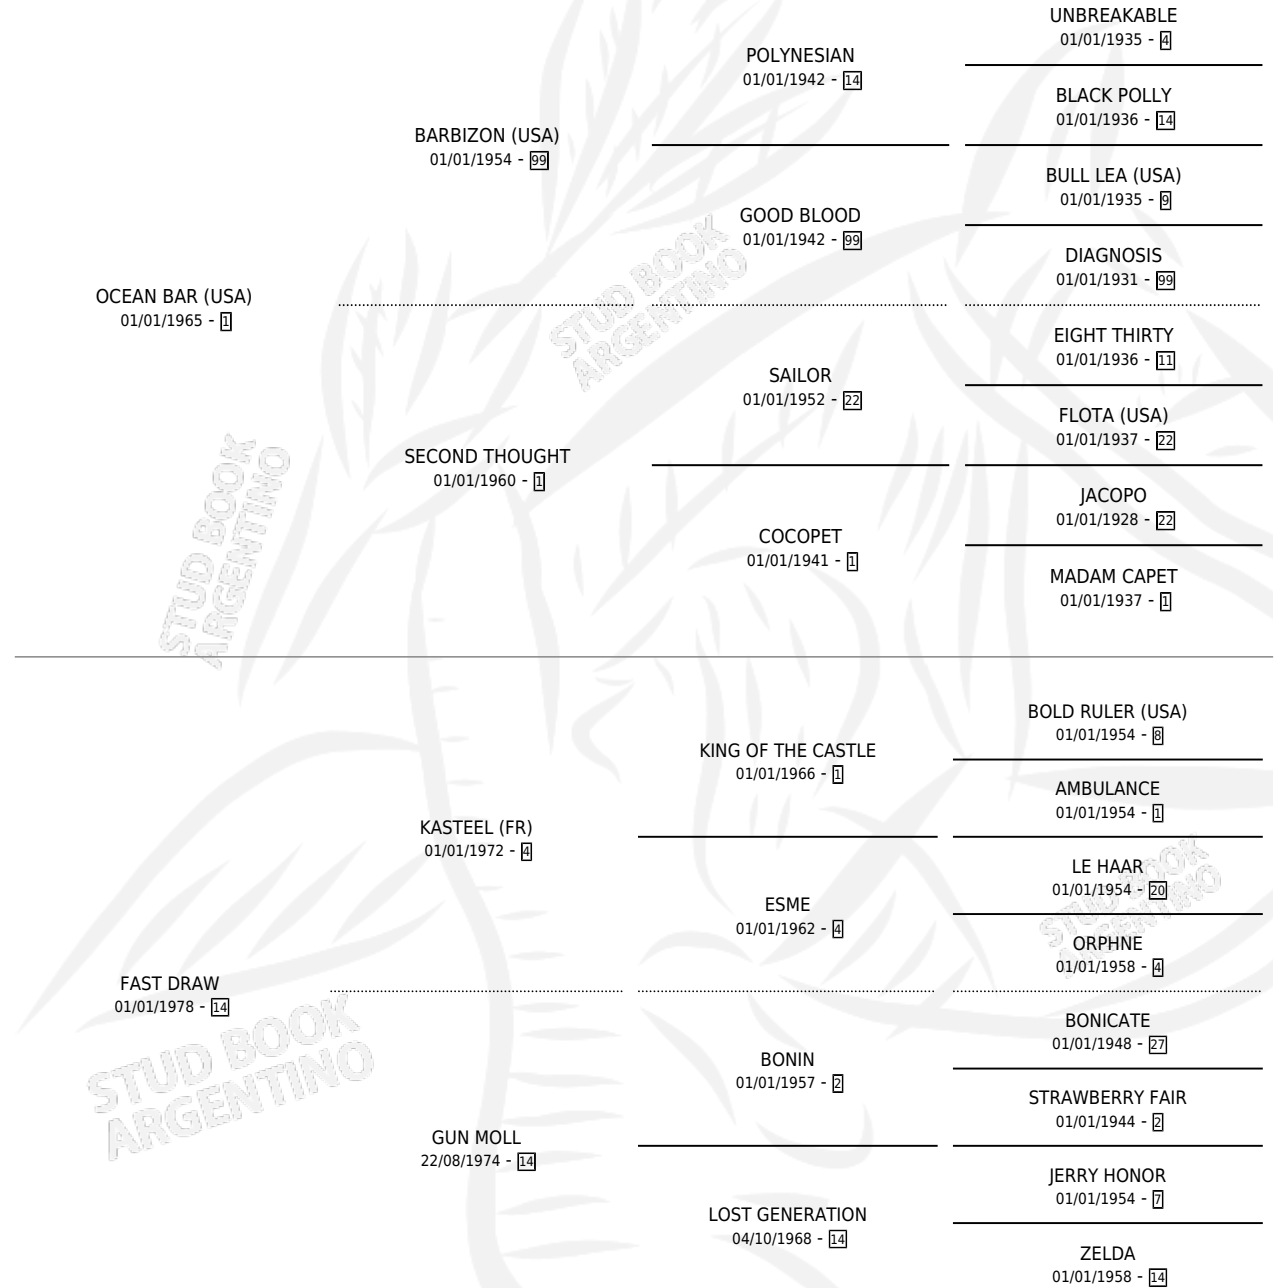 UNBREAKABLE
01/01/1935 - 4
POLYNESIAN
01/01/1942 - 14
BLACK POLLY
01/01/1936 - 14
BARBIZON (USA)
01/01/1954 - 99
BULL LEA (USA)
01/01/1935 - 9
GOOD BLOOD
01/01/1942 - 99
DIAGNOSIS
01/01/1931 - 99
OCEAN BAR (USA)
01/01/1965 - 1
STUD BOOK
ARGENTINO
EIGHT THIRTY
01/01/1936 - 11
SAILOR
01/01/1952 - 22
FLOTA (USA)
01/01/1937 - 22
SECOND THOUGHT
01/01/1960 - 1
JACOPO
01/01/1928 - 22
COCOPET
01/01/1941 - 1
MADAM CAPET
01/01/1937 - 1
STUD BOOK
ARGENTINO
BOLD RULER (USA)
01/01/1954 - 8
KING OF THE CASTLE
01/01/1966 - 1
AMBULANCE
01/01/1954 - 1
KASTEEL (FR)
01/01/1972 - 4
LE HAAR
01/01/1954 - 20
ESME
01/01/1962 - 4
ORPHNE
01/01/1958 - 4
STUD BOOK
ARGENTINO
FAST DRAW
01/01/1978 - 14
BONICATE
01/01/1948 - 27
BONIN
01/01/1957 - 2
STRAWBERRY FAIR
01/01/1944 - 2
STUD BOOK
ARGENTINO
GUN MOLL
22/08/1974 - 14
JERRY HONOR
01/01/1954 - 7
LOST GENERATION
04/10/1968 - 14
ZELDA
01/01/1958 - 14